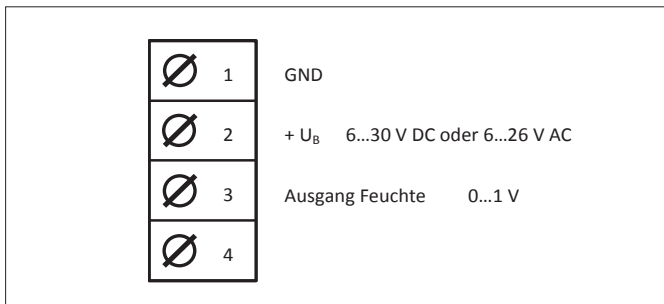 1 GND
2 + U_B 6...30 V DC oder 6...26 V AC
3 Ausgang Feuchte 0...1 V
4